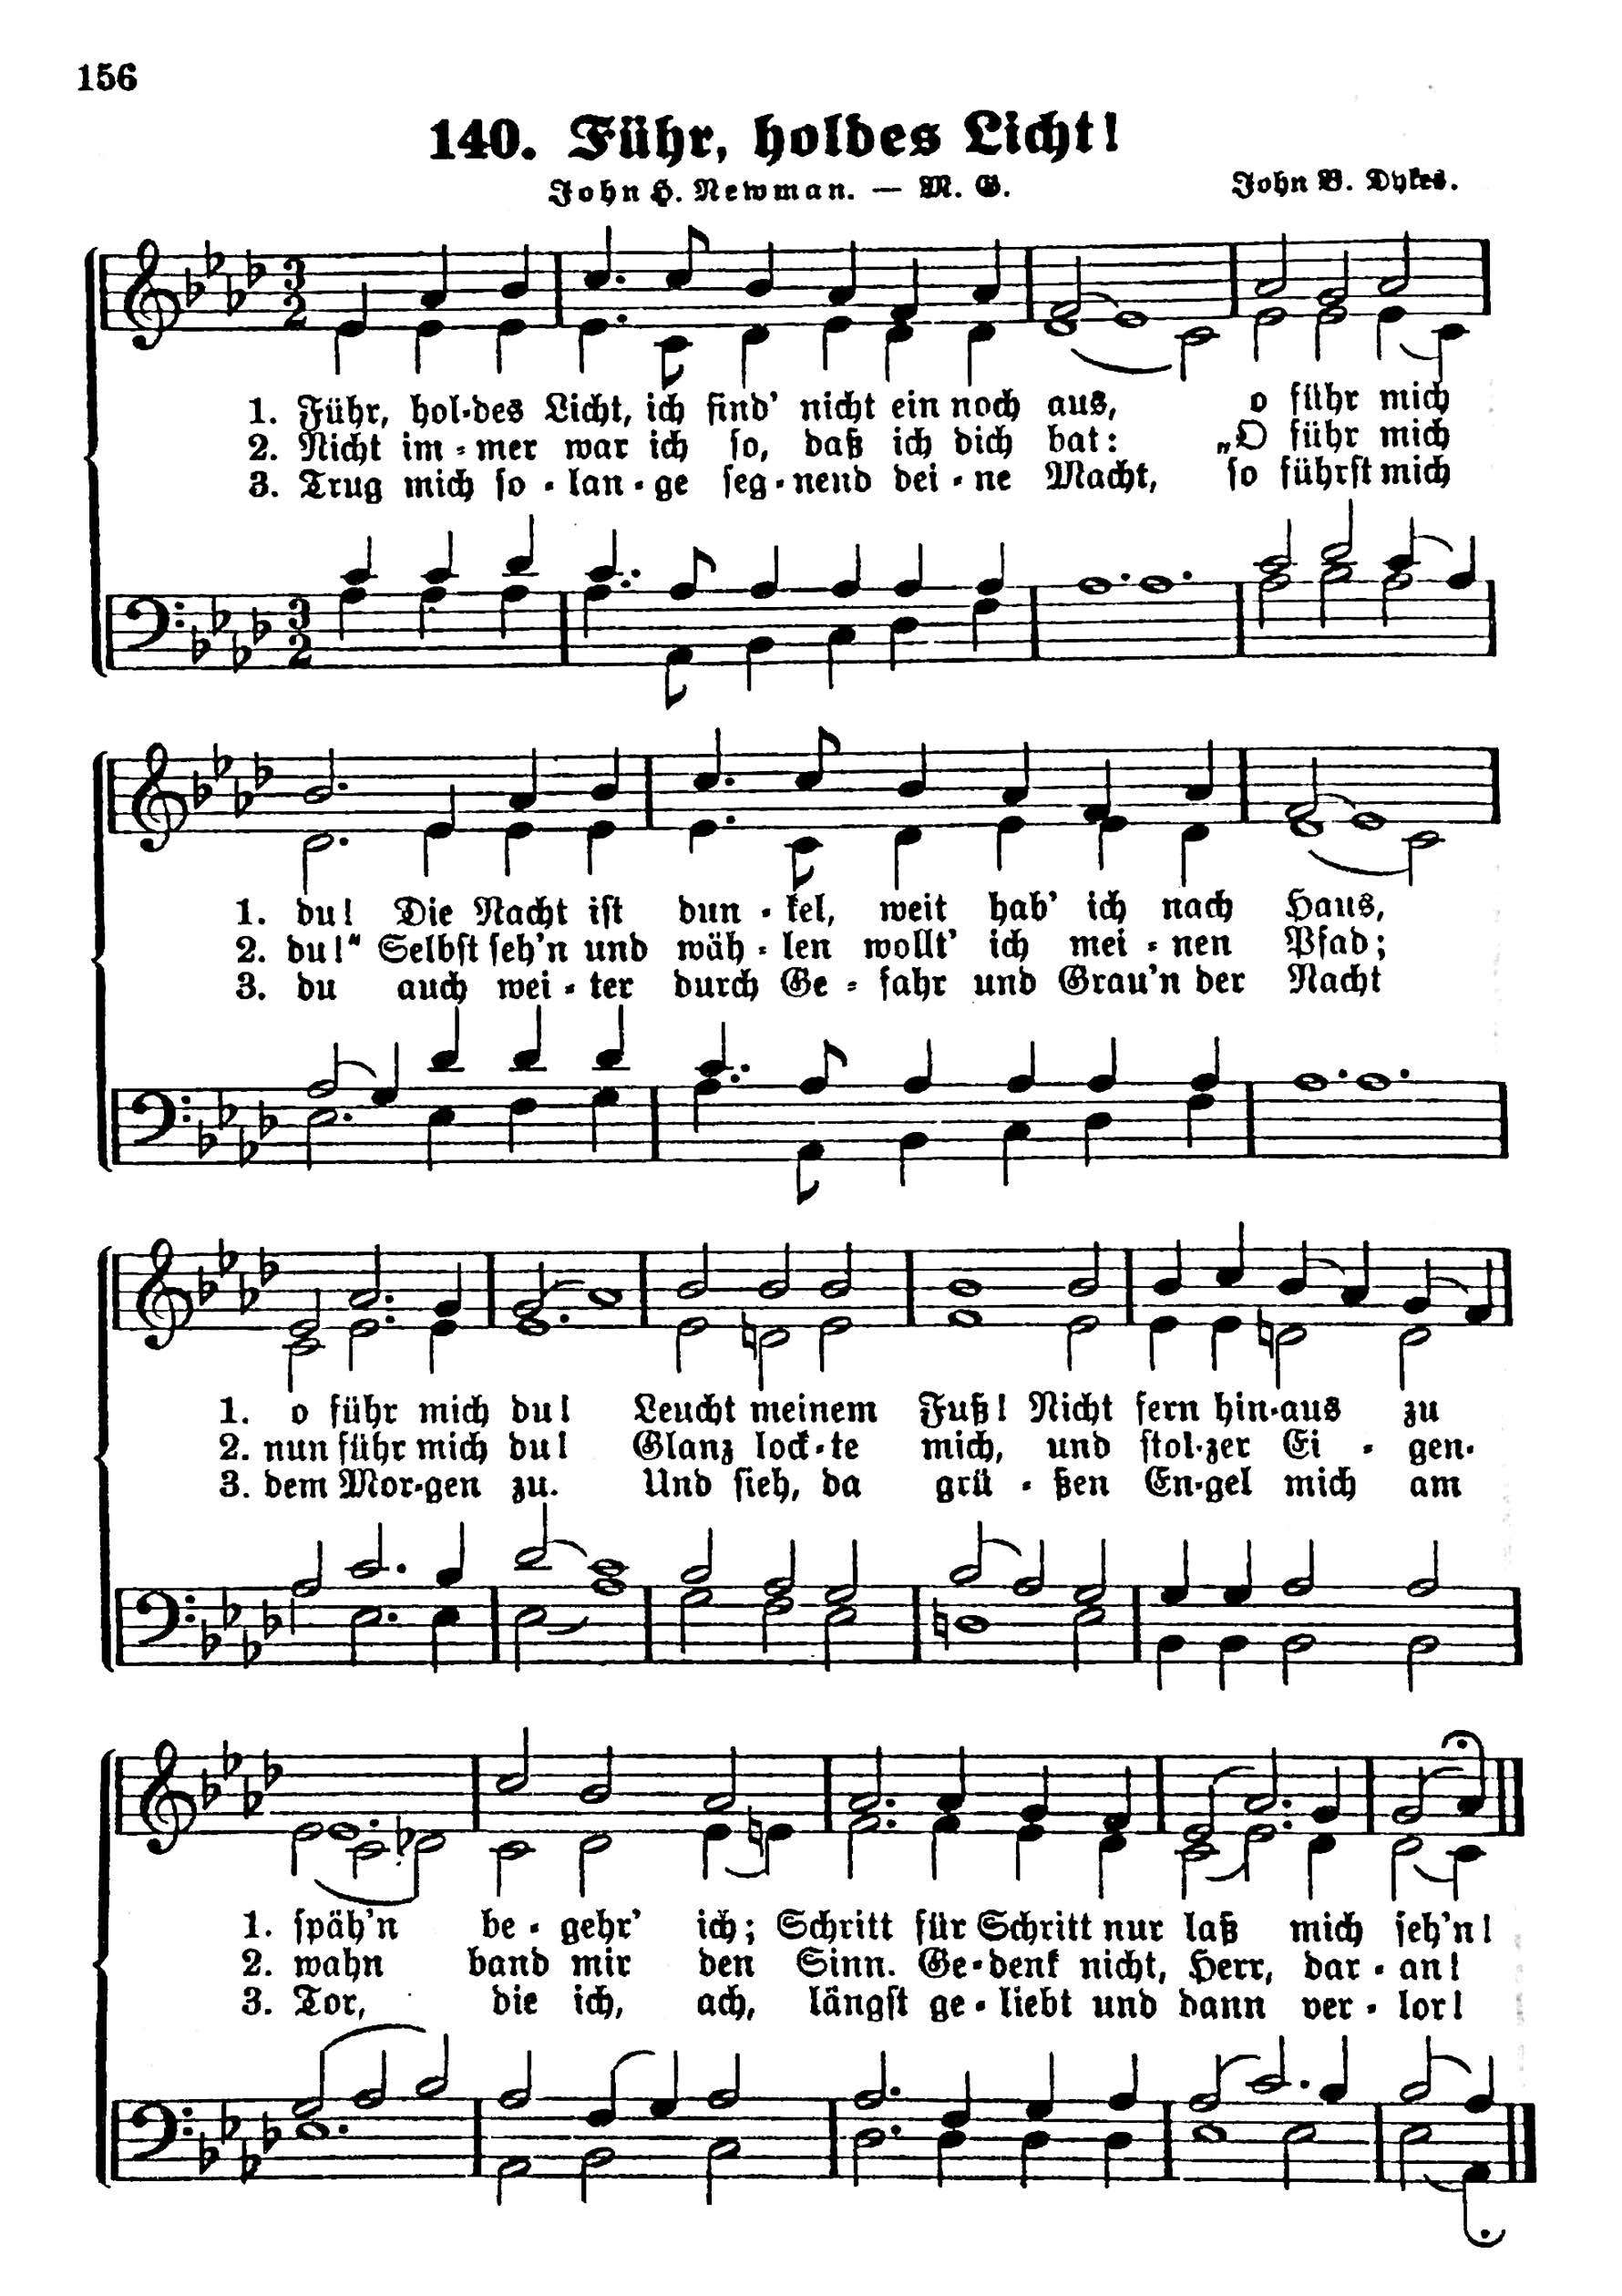 156
140. Führ, holdes Licht!
John H. Newman. — M. G.
John B. Dykes.
1. Führ, hol-des Licht, ich find' nicht ein noch aus, o führ mich
2. Nicht im-mer war ich so, daß ich dich bat: „O führ mich
3. Trug mich so-lan-ge seg-nend dei-ne Macht, so führst mich
1. du! Die Nacht ist dun-kel, weit hab' ich nach Haus,
2. du!“ Selbst seh'n und wäh-len wollt' ich mei-nen Pfad;
3. du auch wei-ter durch Ge-fahr und Grau'n der Nacht
1. o führ mich du! Leucht meinem Fuß! Nicht fern hin-aus zu
2. nun führ mich du! Glanz lock-te mich, und stol-zer Ei-gen-
3. dem Mor-gen zu. Und sieh, da grü-ßen En-gel mich am
1. späh'n be-gehr' ich; Schritt für Schritt nur laß mich seh'n!
2. wahn band mir den Sinn. Ge-denk nicht, Herr, dar-an!
3. Tor, die ich, ach, längst ge-liebt und dann ver-lor!